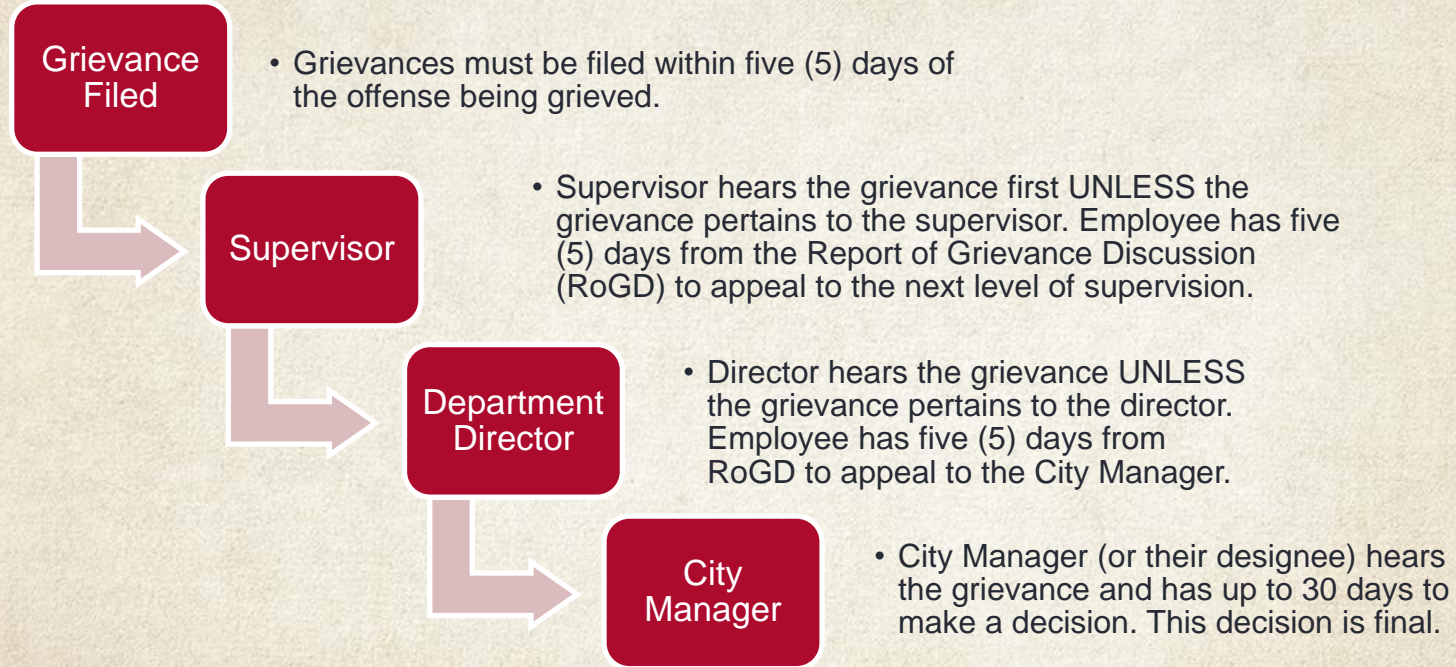 Grievance
Filed
• Grievances must be filed within five (5) days of
the offense being grieved.
Supervisor
• Supervisor hears the grievance first UNLESS the
grievance pertains to the supervisor. Employee has five
(5) days from the Report of Grievance Discussion
(RoGD) to appeal to the next level of supervision.
Department
Director
• Director hears the grievance UNLESS
the grievance pertains to the director.
Employee has five (5) days from
RoGD to appeal to the City Manager.
City
Manager
• City Manager (or their designee) hears
the grievance and has up to 30 days to
make a decision. This decision is final.